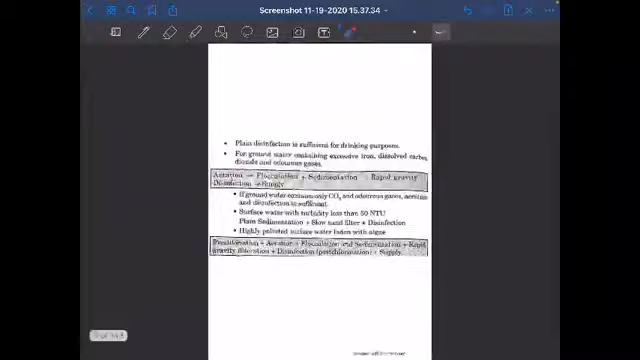 Screenshot 11-19-2020 15.37.34
Plain disinfection is sufficient for drinking purposes.
For ground water containing excessive iron, dissolved carbon
dioxide and odourous gases.
Aeration → Flocculation + Sedimentation Rapid gravity
Disinfection → Supply
If ground water contains only CO₂ and odourous gases, aeration
and disinfection is sufficient.
Surface water with turbidity less than 50 NTU
Plain Sedimentation + Slow sand filter + Disinfection
Highly polluted surface water laden with algae
Prechlorination + Aeration + Flocculation and Sedimentation + Rapid
gravity filteration + Disinfection (postchlorination) + Supply